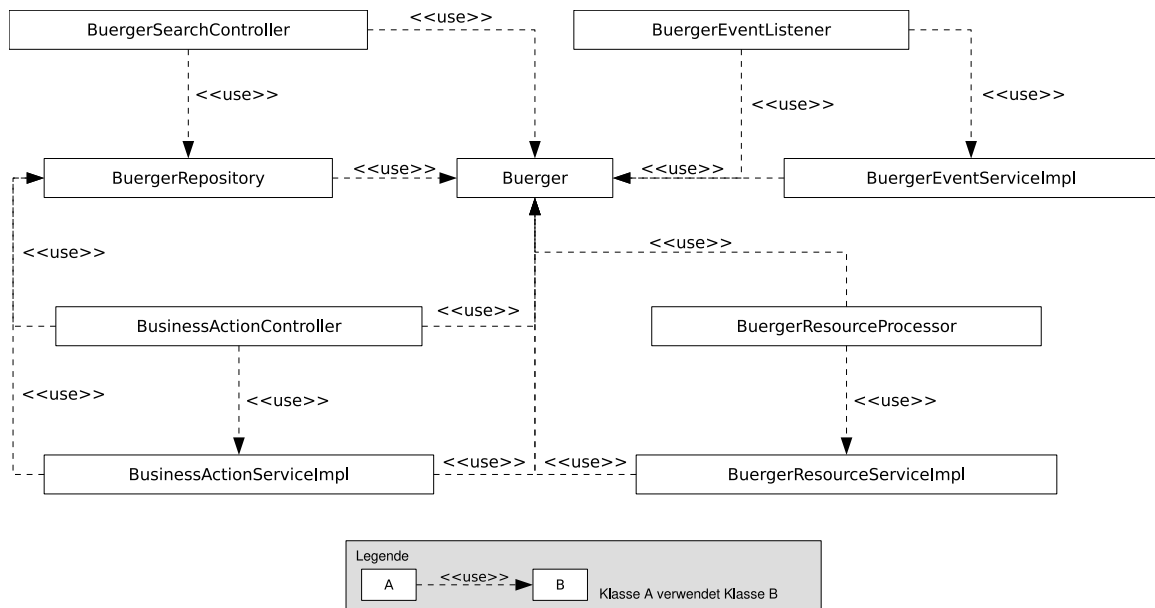 <<use>>
BuergerSearchController
BuergerEventListener
<<use>>
<<use>>
<<use>>
BuergerRepository
<<use>>
Buerger
<<use>>
BuergerEventServiceImpl
<<use>>
<<use>>
BusinessActionController
<<use>>
BuergerResourceProcessor
<<use>>
<<use>>
<<use>>
BusinessActionServiceImpl
<<use>>
<<use>>
BuergerResourceServiceImpl
Legende
A
<<use>>
B
Klasse A verwendet Klasse B